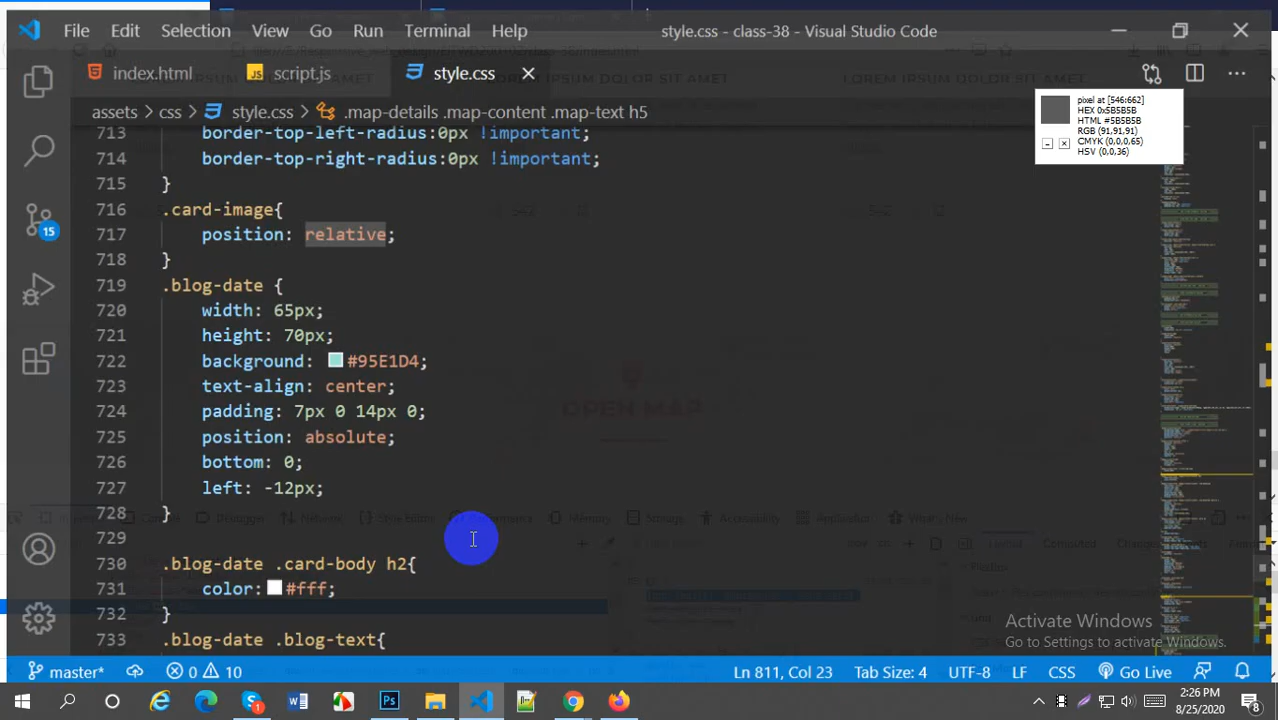 File Edit Selection View Go Run Terminal Help
style.css - class-38 - Visual Studio Code
index.html
script.js
style.css
assets > css > style.css > .map-details .map-content .map-text h5
pixel at [546:662]
HEX 0x5B5B5B
HTML #5B5B5B
RGB (91,91,91)
CMYK (0,0,0,65)
HSV (0,0,36)
713 border-top-left-radius:0px !important;
714 border-top-right-radius:0px !important;
715 }
716 .card-image{
717 position: relative;
718 }
719 .blog-date {
720 width: 65px;
721 height: 70px;
722 background: #95E1D4;
723 text-align: center;
724 padding: 7px 0 14px 0;
725 position: absolute;
726 bottom: 0;
727 left: -12px;
728 }
729
730 .blog-date .card-body h2{
731 color: #fff;
732 }
733 .blog-date .blog-text{
OPEN MAP
15
Activate Windows
Go to Settings to activate Windows.
master* 0 10 Ln 811, Col 23 Tab Size: 4 UTF-8 LF CSS Go Live
2:26 PM
8/25/2020